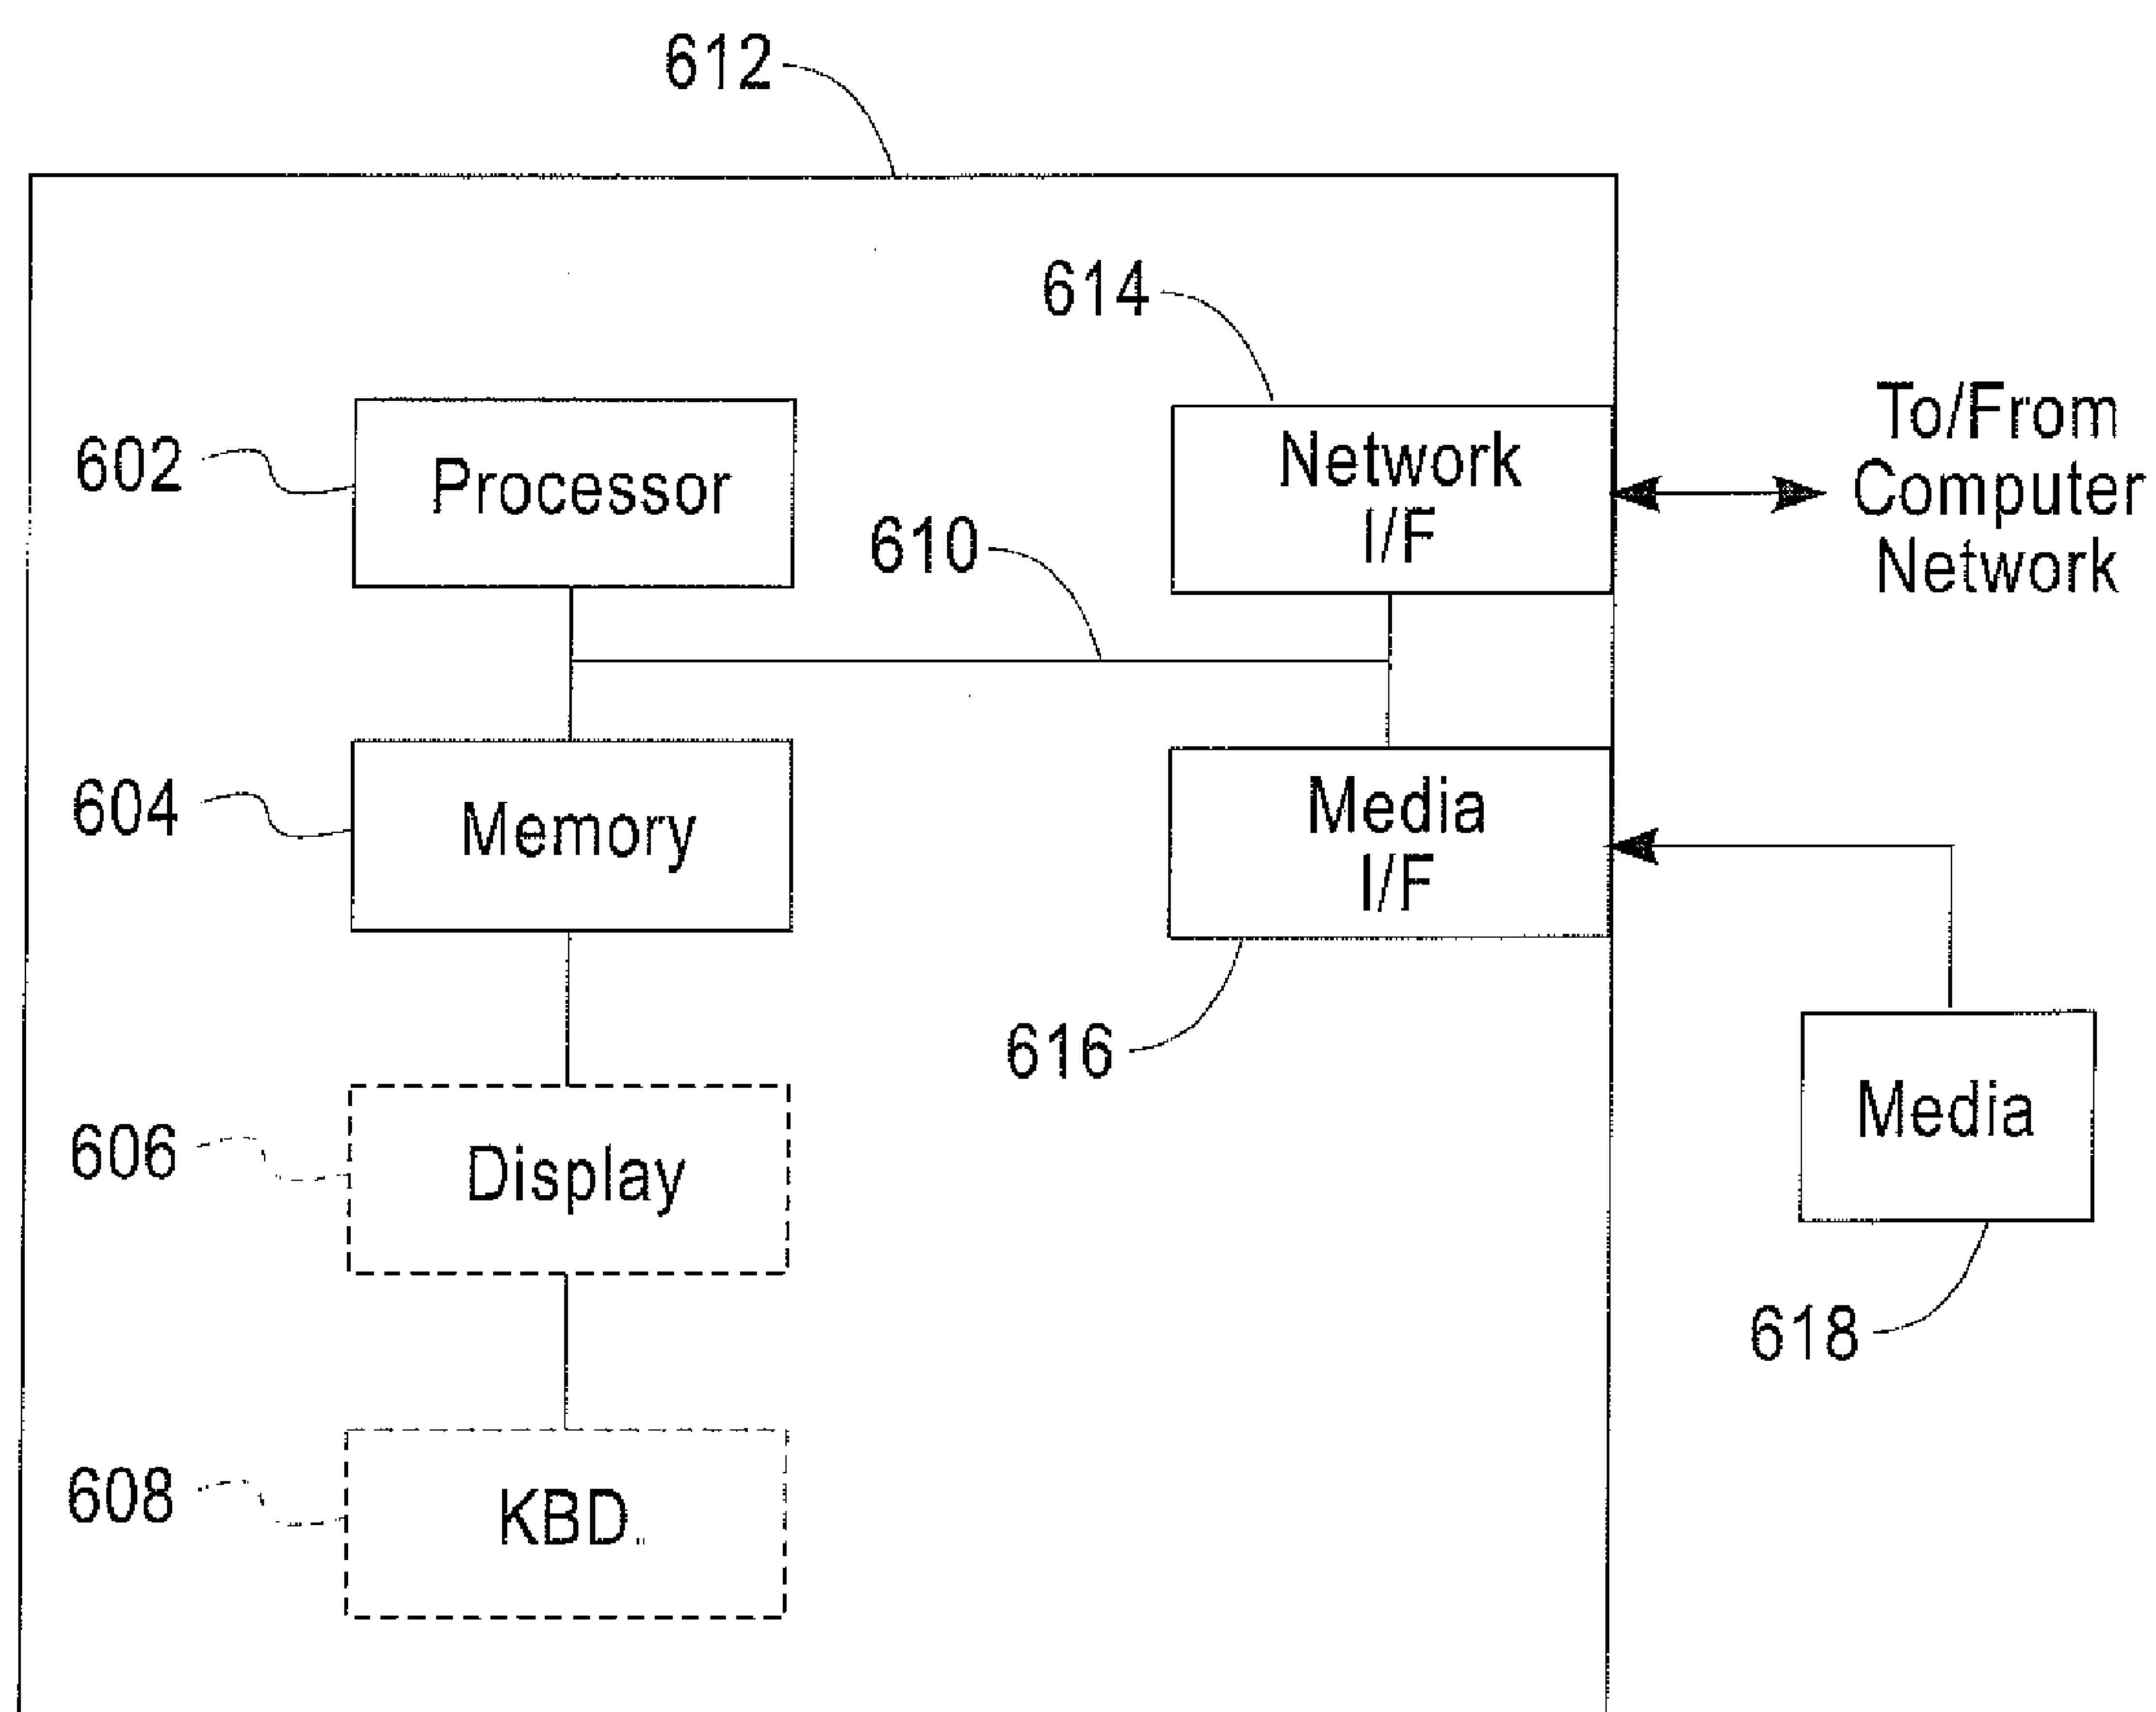 612
614
602
Processor
Network
I/F
To/From
Computer
Network
610
604
Memory
Media
I/F
616
606
Display
Media
618
608
KBD.